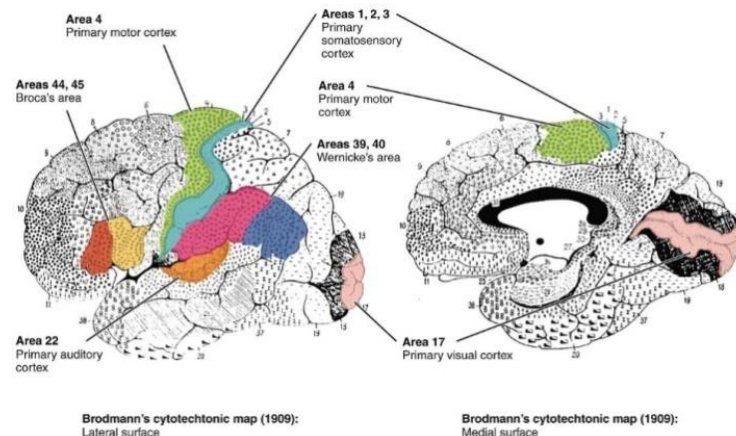 Area 4
Primary motor cortex
Areas 1, 2, 3
Primary
somatosensory
cortex
Area 4
Primary motor
cortex
Areas 44, 45
Broca's area
Areas 39, 40
Wernicke's area
Area 22
Primary auditory
cortex
Area 17
Primary visual cortex
Brodmann's cytotechtonic map (1909):
Lateral surface
Brodmann's cytotechtonic map (1909):
Medial surface